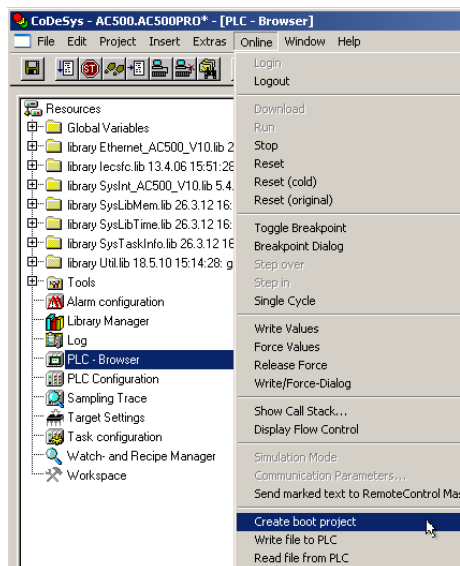 CoDeSys - AC500.AC500PRO* - [PLC - Browser]
File Edit Project Insert Extras Online Window Help
Login
Logout
Download
Run
Stop
Reset
Reset (cold)
Reset (original)
Toggle Breakpoint
Breakpoint Dialog
Step over
Step in
Single Cycle
Write Values
Force Values
Release Force
Write/Force-Dialog
Show Call Stack...
Display Flow Control
Simulation Mode
Communication Parameters...
Send marked text to RemoteControl Mas
Create boot project
Write file to PLC
Read file from PLC
Resources
Global Variables
library Ethernet_AC500_V10.lib 2
library Iecsfc.lib 13.4.06 15:51:28
library SysInt_AC500_V10.lib 5.4.
library SysLibMem.lib 26.3.12 16:
library SysLibTime.lib 26.3.12 16:
library SysTaskInfo.lib 26.3.12 16
library Util.lib 18.5.10 15:14:28: g
Tools
Alarm configuration
Library Manager
Log
PLC - Browser
PLC Configuration
Sampling Trace
Target Settings
Task configuration
Watch- and Recipe Manager
Workspace